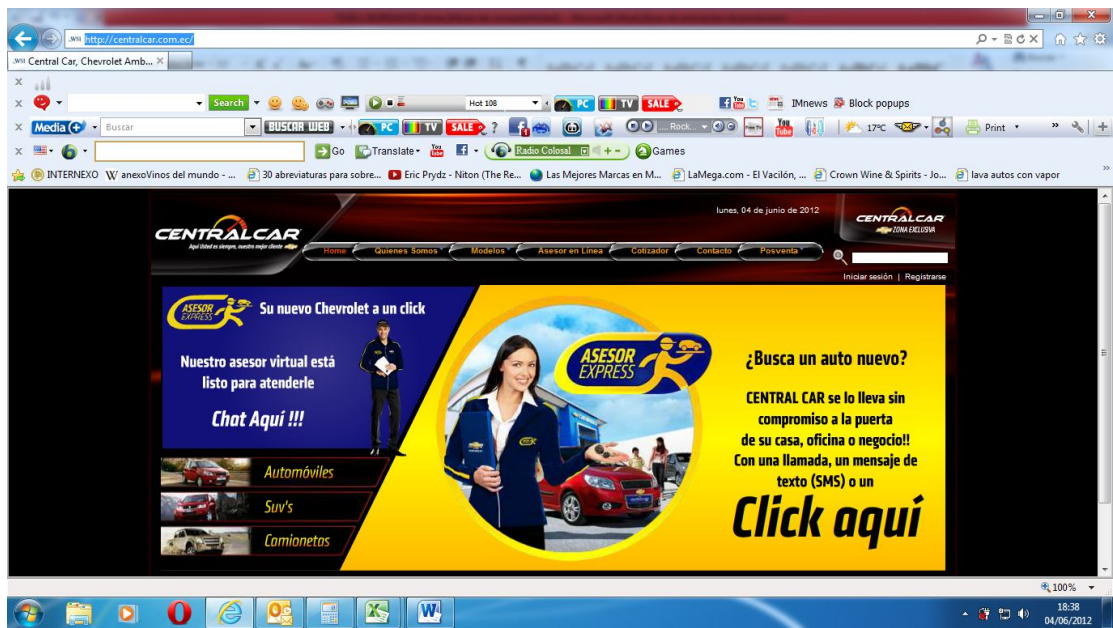 http://centralcar.com.ec/
Central Car, Chevrolet Amb...
Search
Hot 108
PC
TV
SALE
IMnews
Block popups
Media
Buscar
BUSCAR WEB
PC
TV
SALE
?
...Rock...
You Tube
17°C
Print
Go
Translate
Radio Colosal
Games
INTERNEXO
anexoVinos del mundo - ...
30 abreviaturas para sobre...
Eric Prydz - Niton (The Re...
Las Mejores Marcas en M...
LaMega.com - El Vacilón, ...
Crown Wine & Spirits - Jo...
lava autos con vapor
lunes, 04 de junio de 2012
CENTRALCAR
Aquí Usted es siempre, nuestro mejor cliente
CENTRALCAR
ZONA EXCLUSIVA
Home
Quienes Somos
Modelos
Asesor en Línea
Cotizador
Contacto
Posventa
Iniciar sesión | Registrarse
ASESOR EXPRESS
Su nuevo Chevrolet a un click
Nuestro asesor virtual está
listo para atenderle
Chat Aquí !!!
Automóviles
Suv's
Camionetas
ASESOR
EXPRESS
¿Busca un auto nuevo?
CENTRAL CAR se lo lleva sin
compromiso a la puerta
de su casa, oficina o negocio!!
Con una llamada, un mensaje de
texto (SMS) o un
Click aquí
100%
18:38
04/06/2012